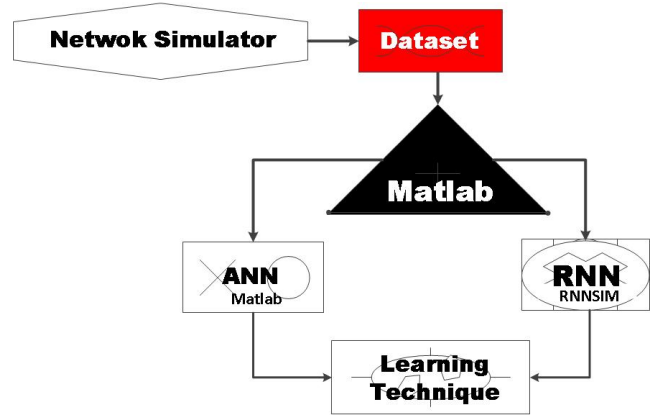 Netwok Simulator
Dataset
Matlab
ANN
Matlab
RNN
RNNSIM
Learning
Technique